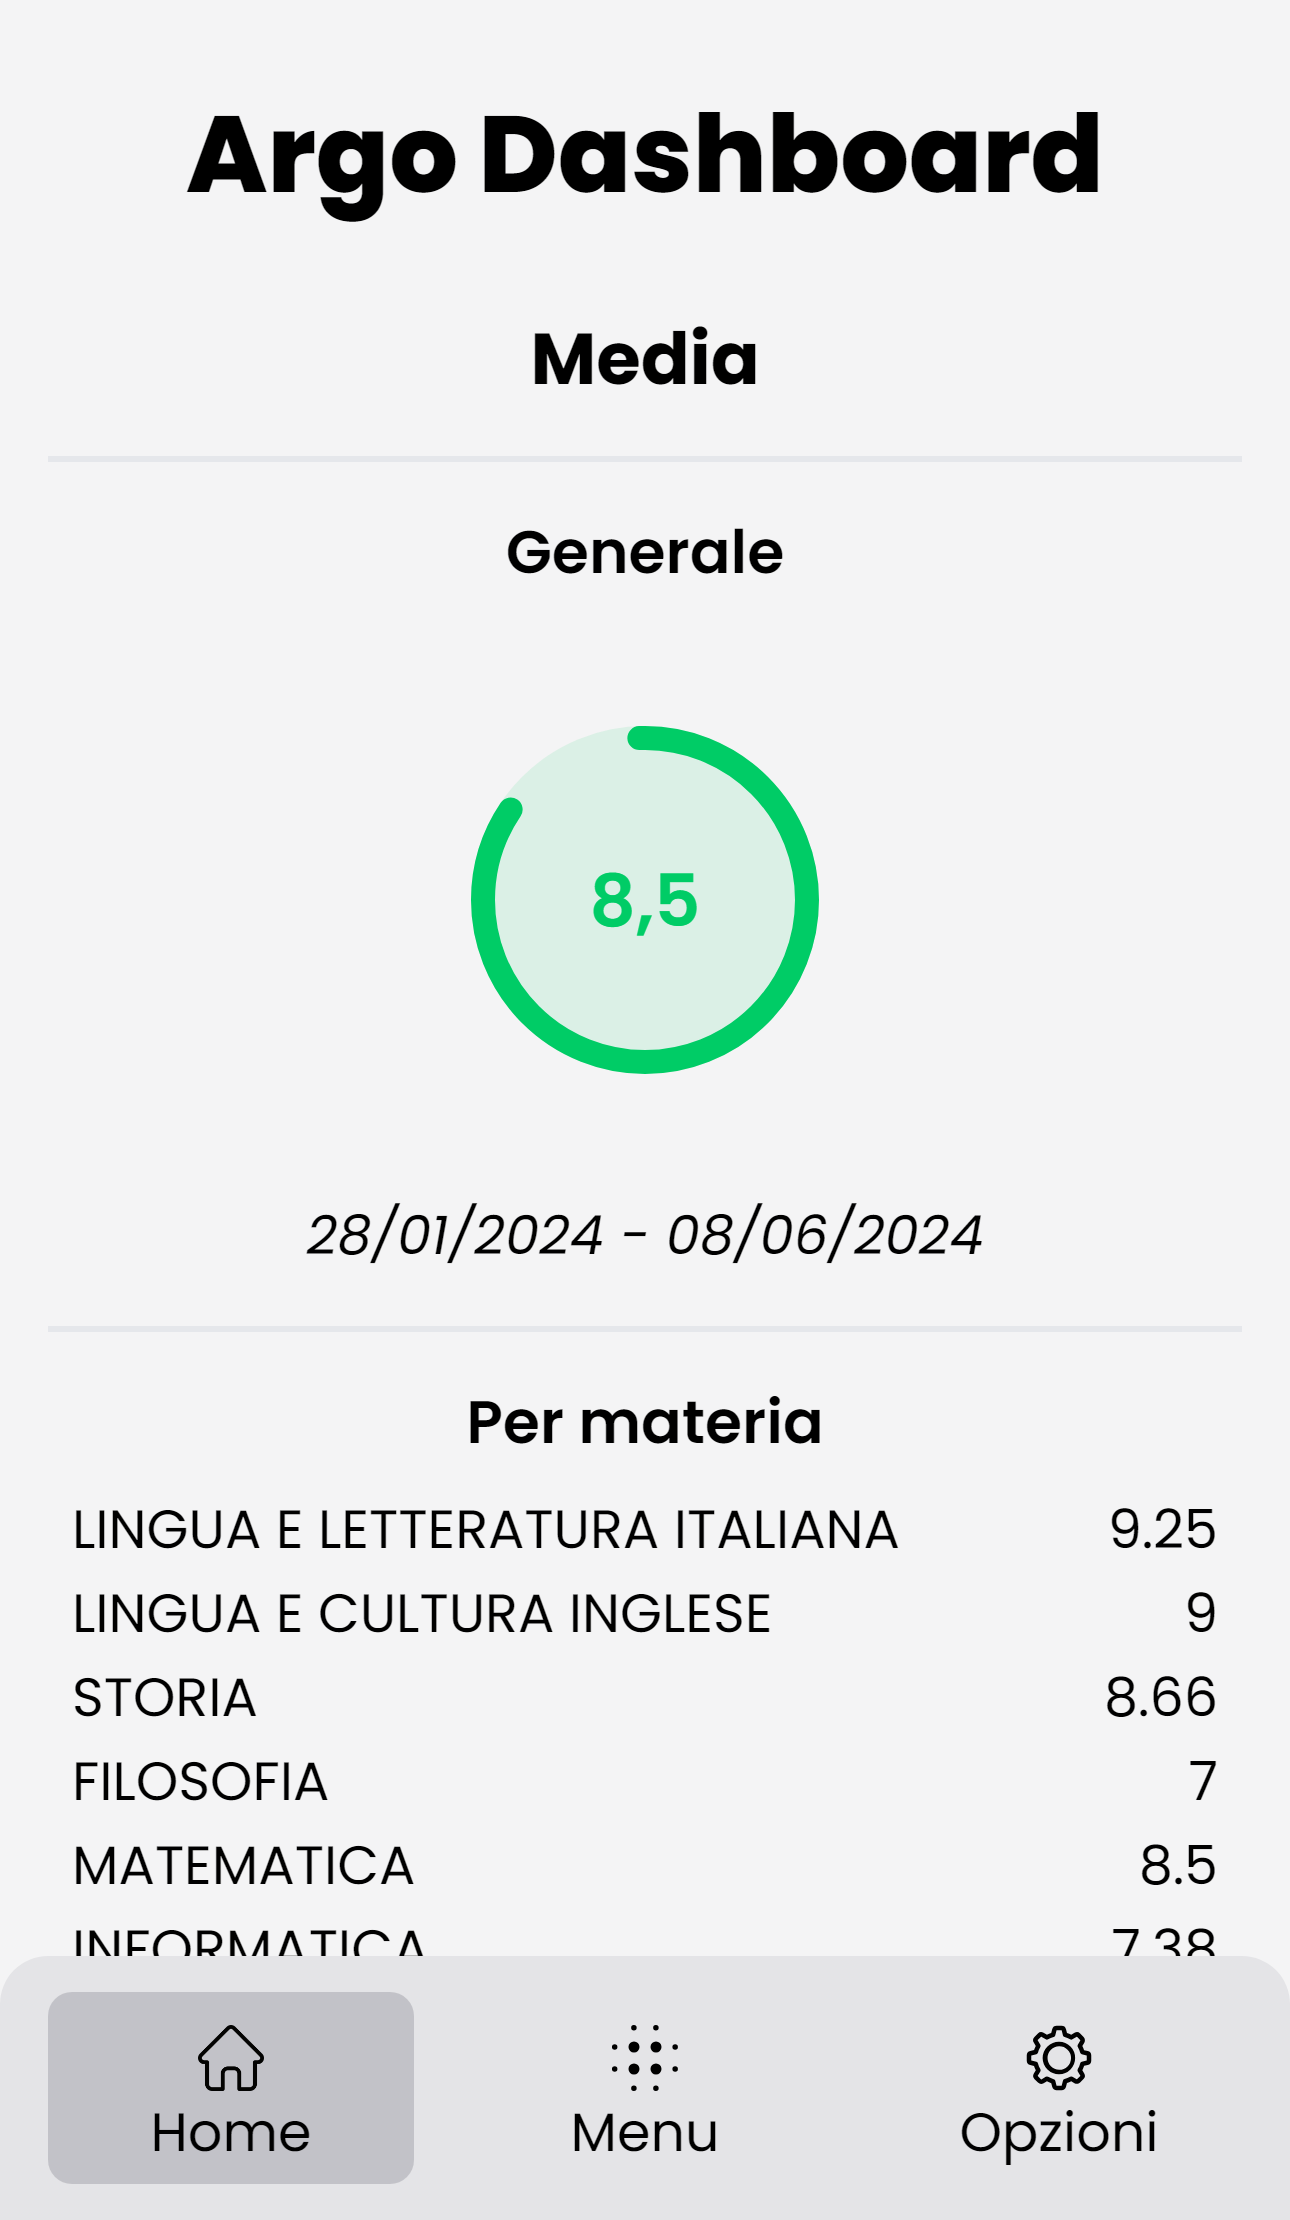 Argo Dashboard
Media
Generale
8,5
28/01/2024 - 08/06/2024
Per materia
LINGUA E LETTERATURA ITALIANA 9.25
LINGUA E CULTURA INGLESE 9
STORIA 8.66
FILOSOFIA 7
MATEMATICA 8.5
INFORMATICA 7.38
Home Menu Opzioni